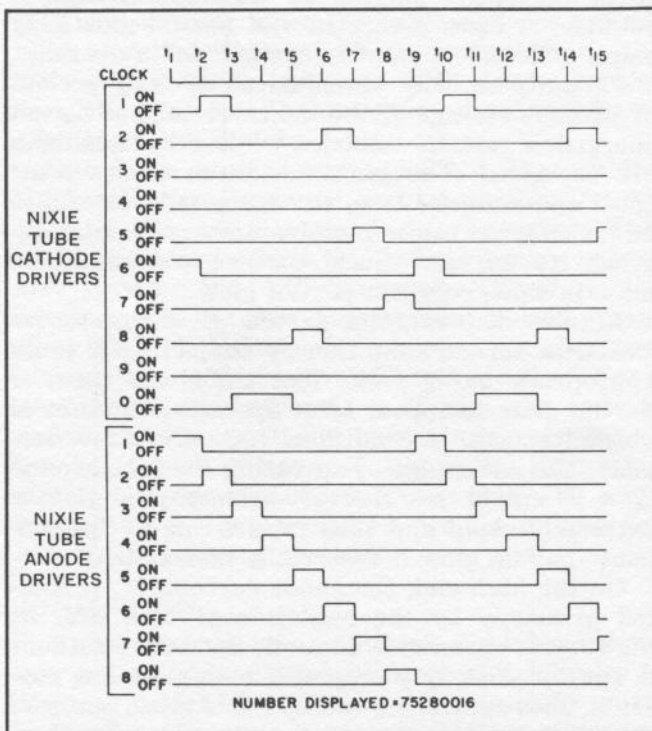 t1 t2 t3 t4 t5 t6 t7 t8 t9 t10 t11 t12 t13 t14 t15
CLOCK
NIXIE
TUBE
CATHODE
DRIVERS
1 ON
OFF
2 ON
OFF
3 ON
OFF
4 ON
OFF
5 ON
OFF
6 ON
OFF
7 ON
OFF
8 ON
OFF
9 ON
OFF
0 ON
OFF
NIXIE
TUBE
ANODE
DRIVERS
1 ON
OFF
2 ON
OFF
3 ON
OFF
4 ON
OFF
5 ON
OFF
6 ON
OFF
7 ON
OFF
8 ON
OFF
NUMBER DISPLAYED = 75280016